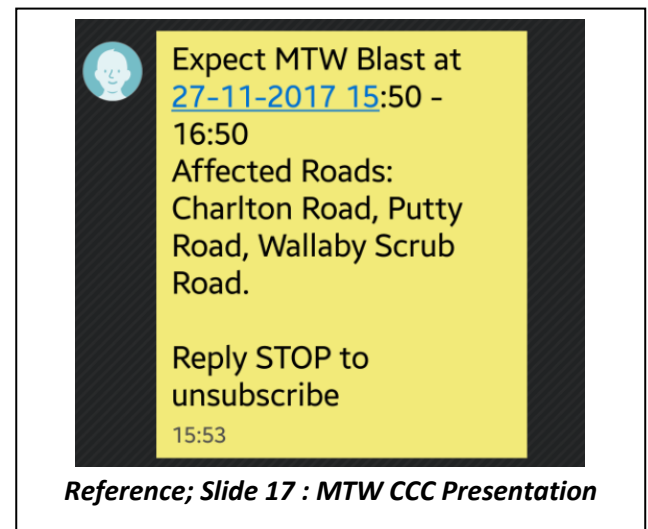 Expect MTW Blast at
27-11-2017 15:50 -
16:50
Affected Roads:
Charlton Road, Putty
Road, Wallaby Scrub
Road.
Reply STOP to
unsubscribe
15:53
Reference; Slide 17 : MTW CCC Presentation